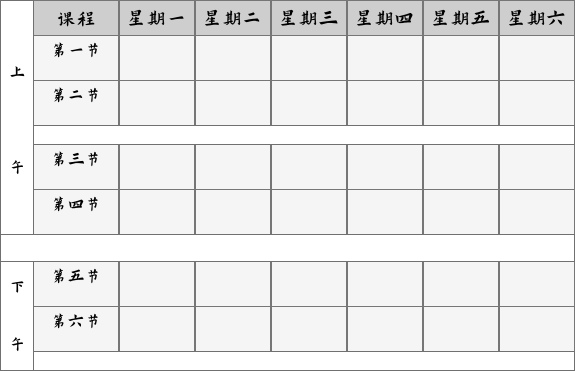 课程 星期一 星期二 星期三 星期四 星期五 星期六
上午
第一节
第二节
第三节
第四节
下午
第五节
第六节